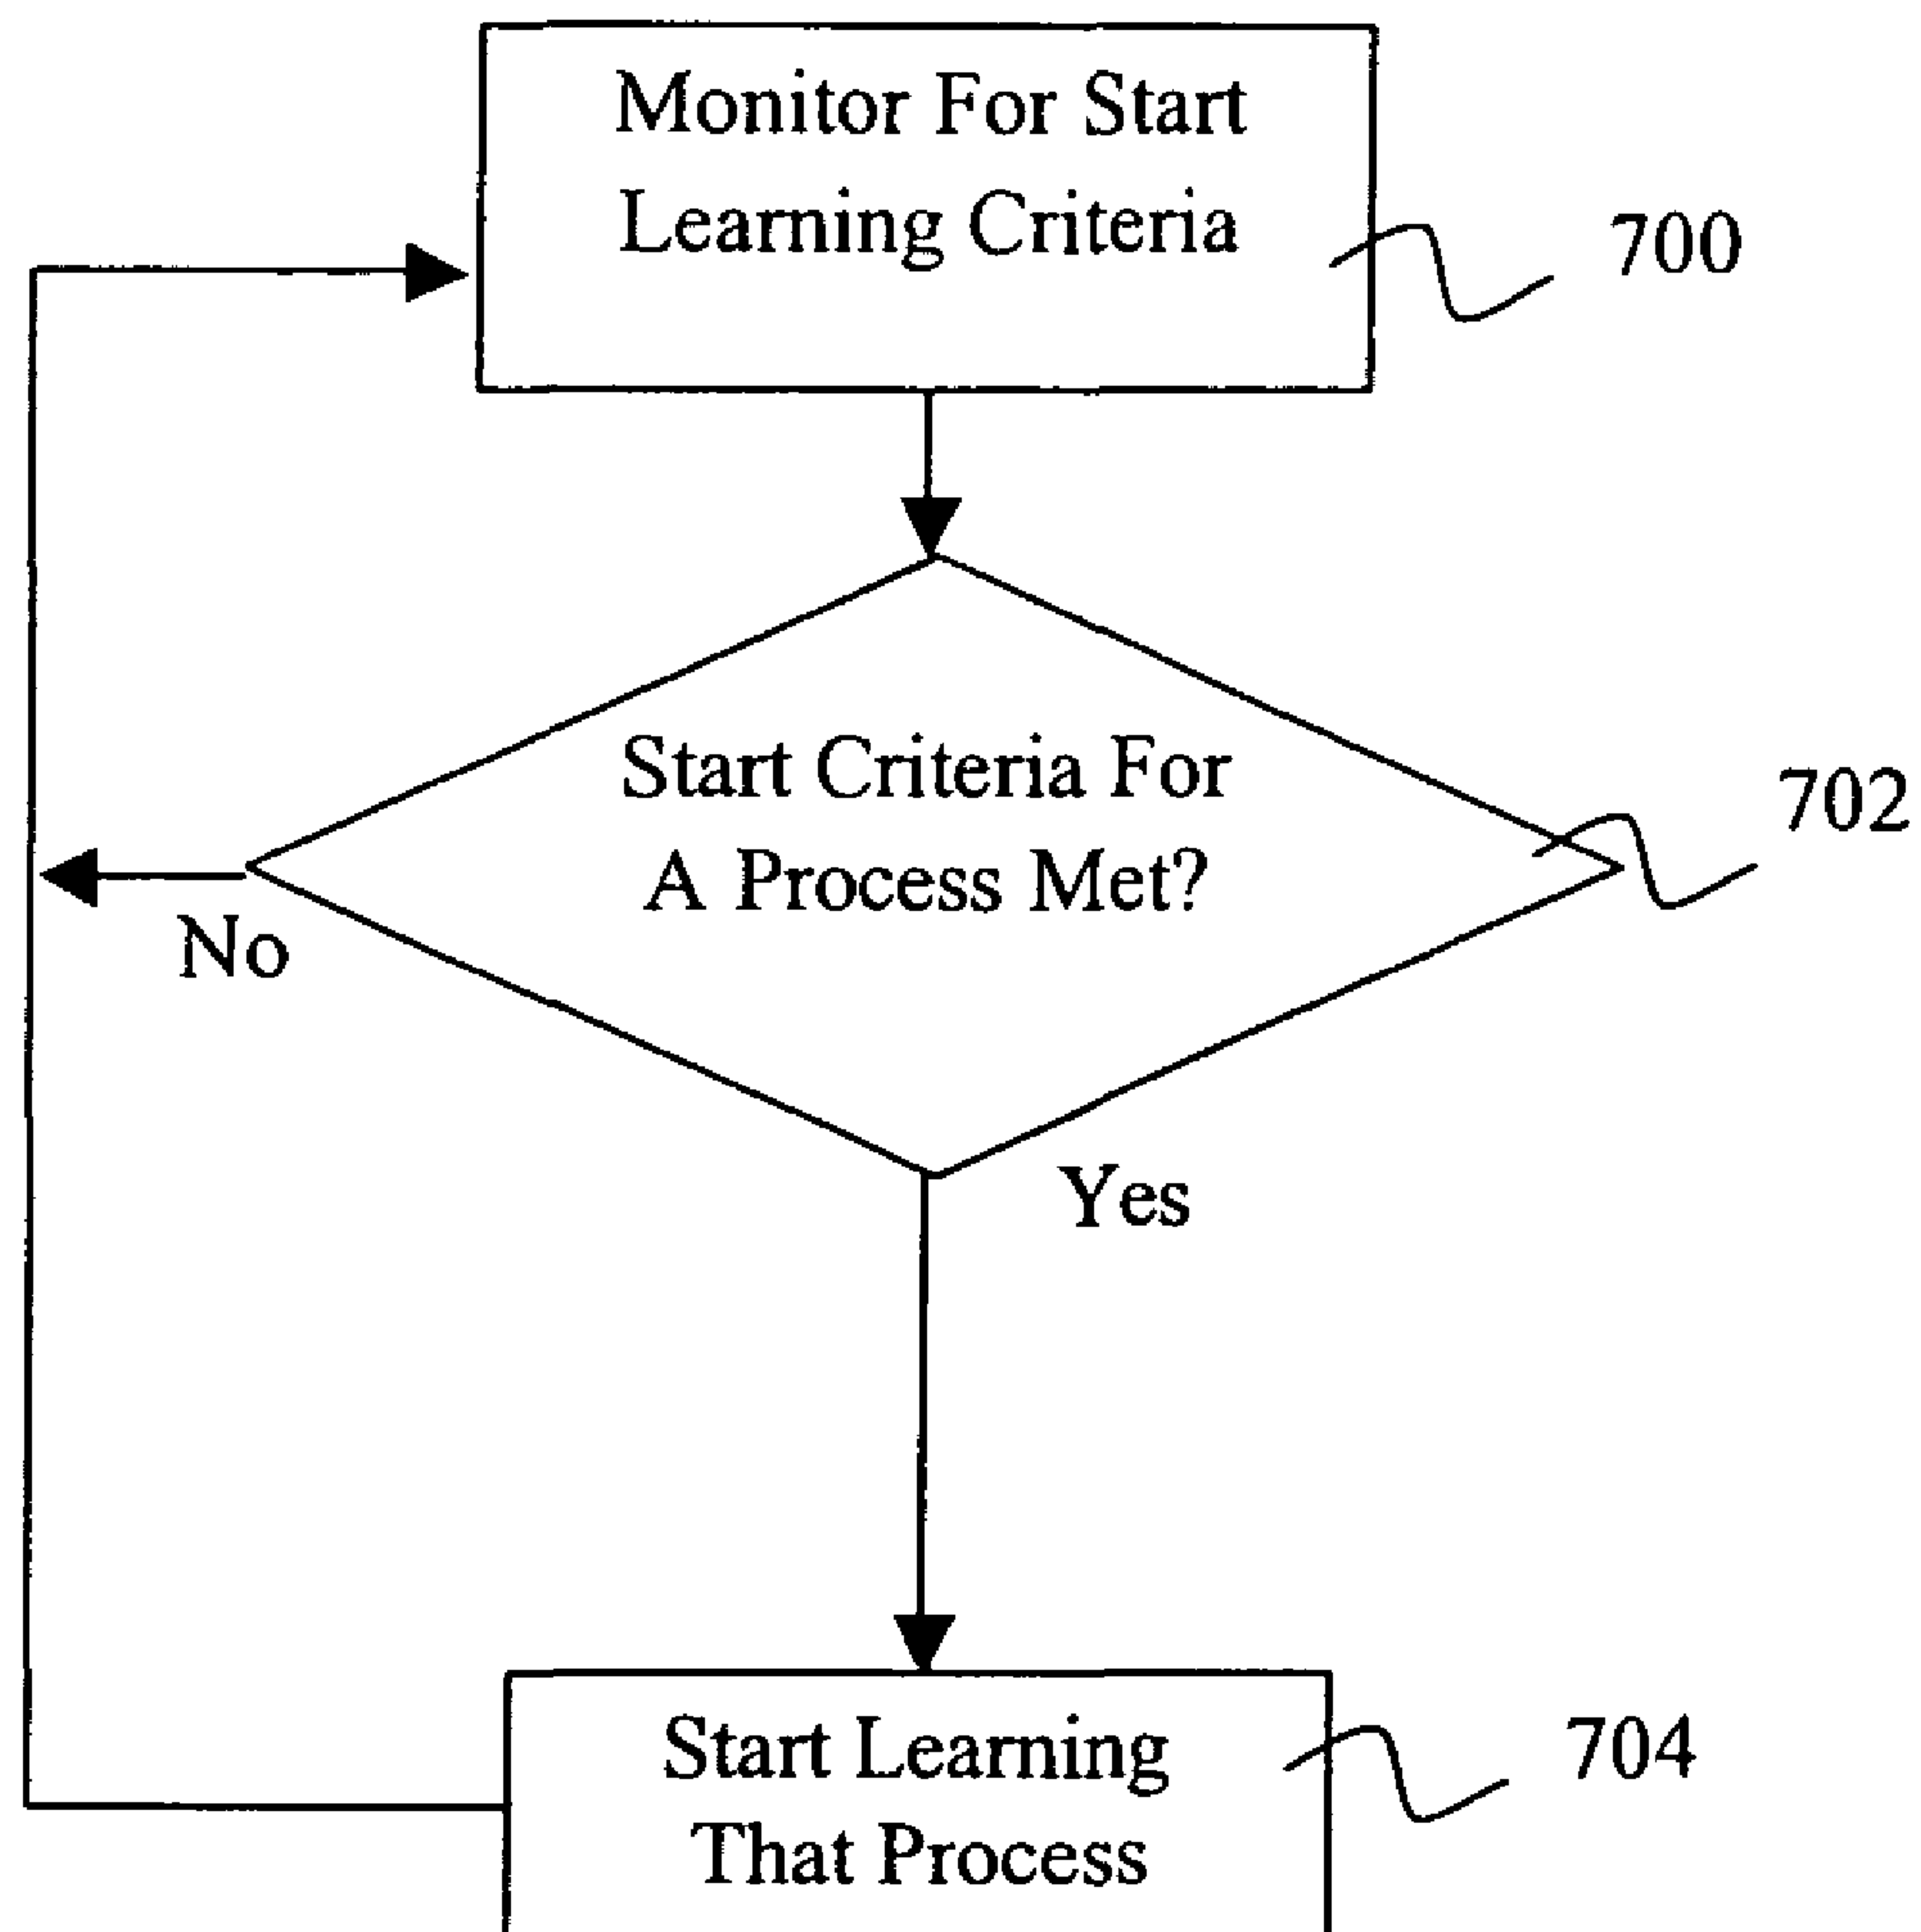 Monitor For Start
Learning Criteria
700
Start Criteria For
A Process Met?
702
No
Yes
Start Learning
That Process
704